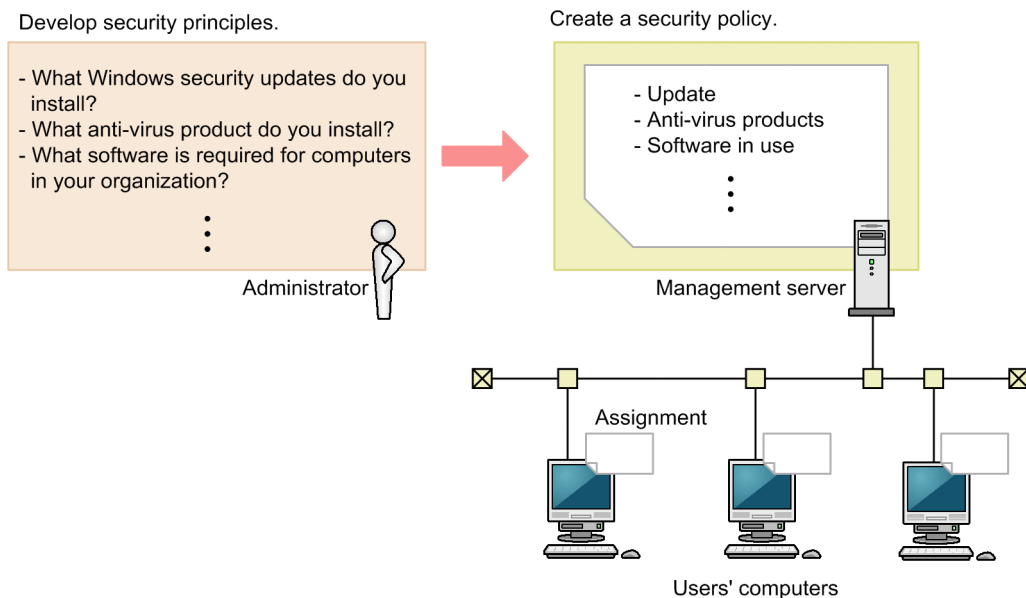 Develop security principles.
- What Windows security updates do you
install?
- What anti-virus product do you install?
- What software is required for computers
in your organization?
Administrator
Create a security policy.
- Update
- Anti-virus products
- Software in use
Management server
Assignment
Users' computers